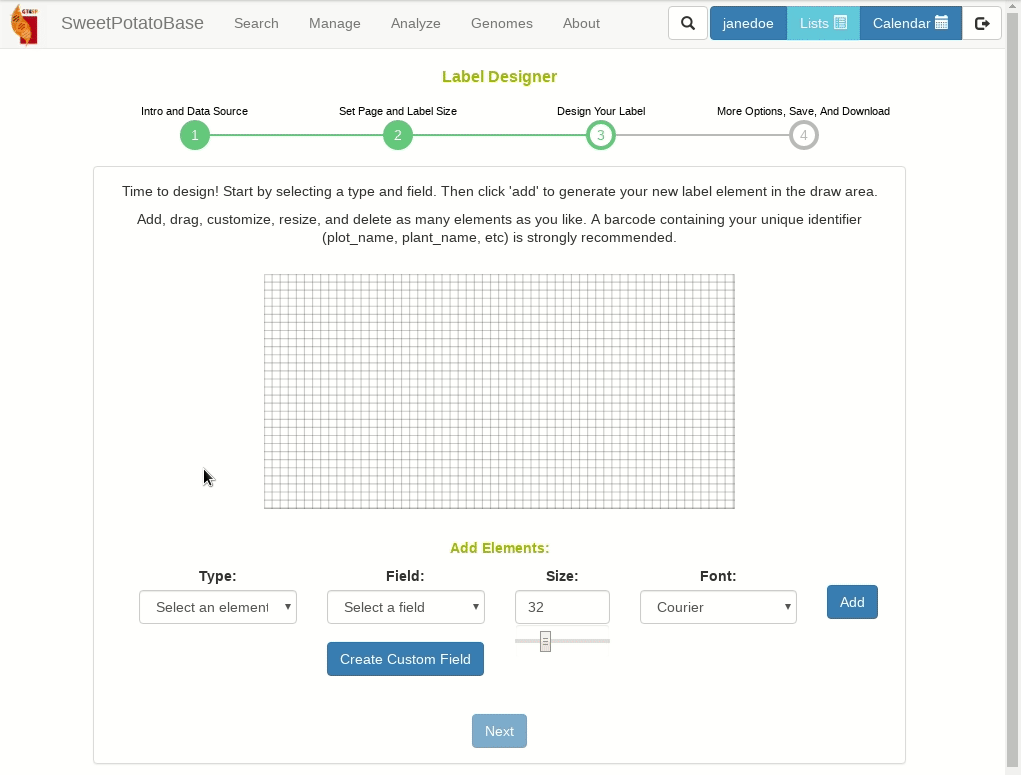 SweetPotatoBase Search Manage Analyze Genomes About janedoe Lists Calendar
Label Designer
Intro and Data Source Set Page and Label Size Design Your Label More Options, Save, And Download
1 2 3 4
Time to design! Start by selecting a type and field. Then click 'add' to generate your new label element in the draw area.
Add, drag, customize, resize, and delete as many elements as you like. A barcode containing your unique identifier
(plot_name, plant_name, etc) is strongly recommended.
Add Elements:
Type: Field: Size: Font:
Select an element Select a field 32 Courier Add
Create Custom Field
Next